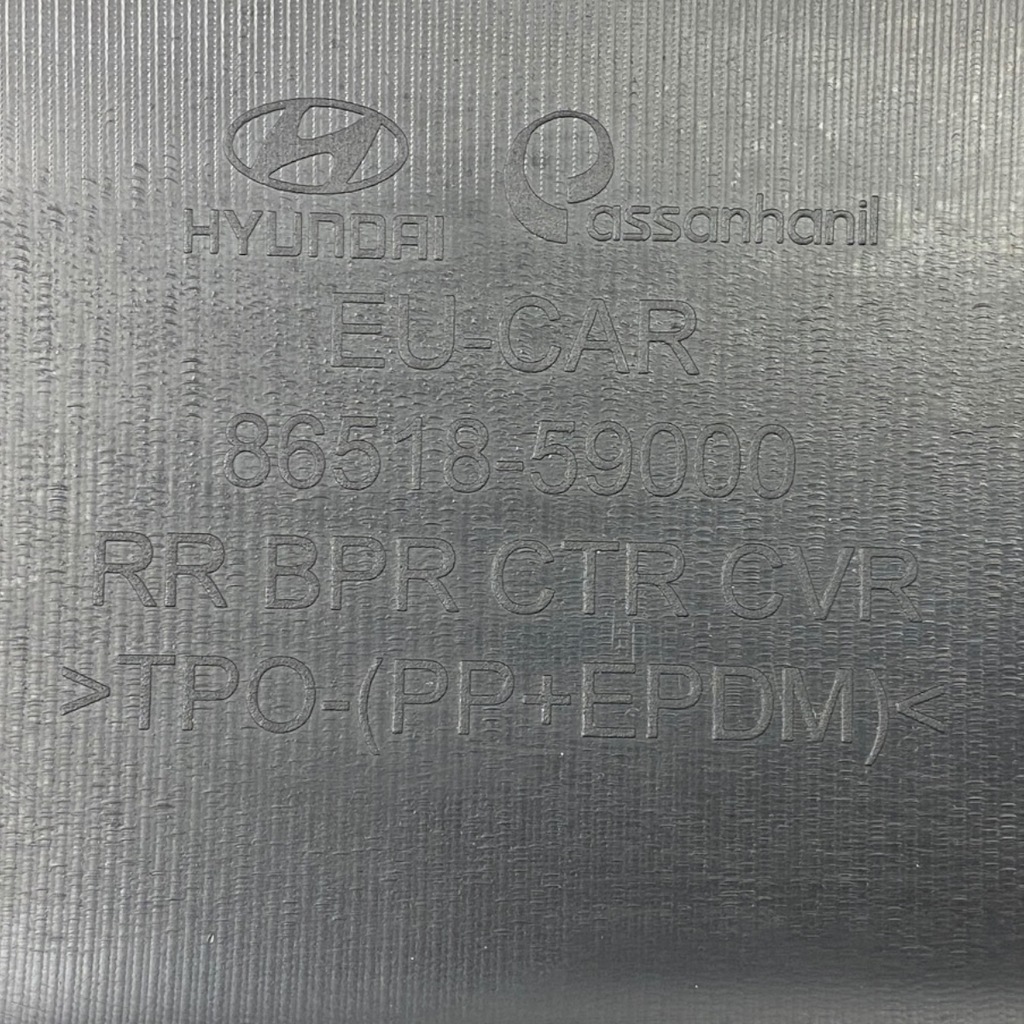 HYUNDAI assanhanil
EU-CAR
86518-59000
RR BPR CTR CVR
>TPO-(PP+EPDM)<